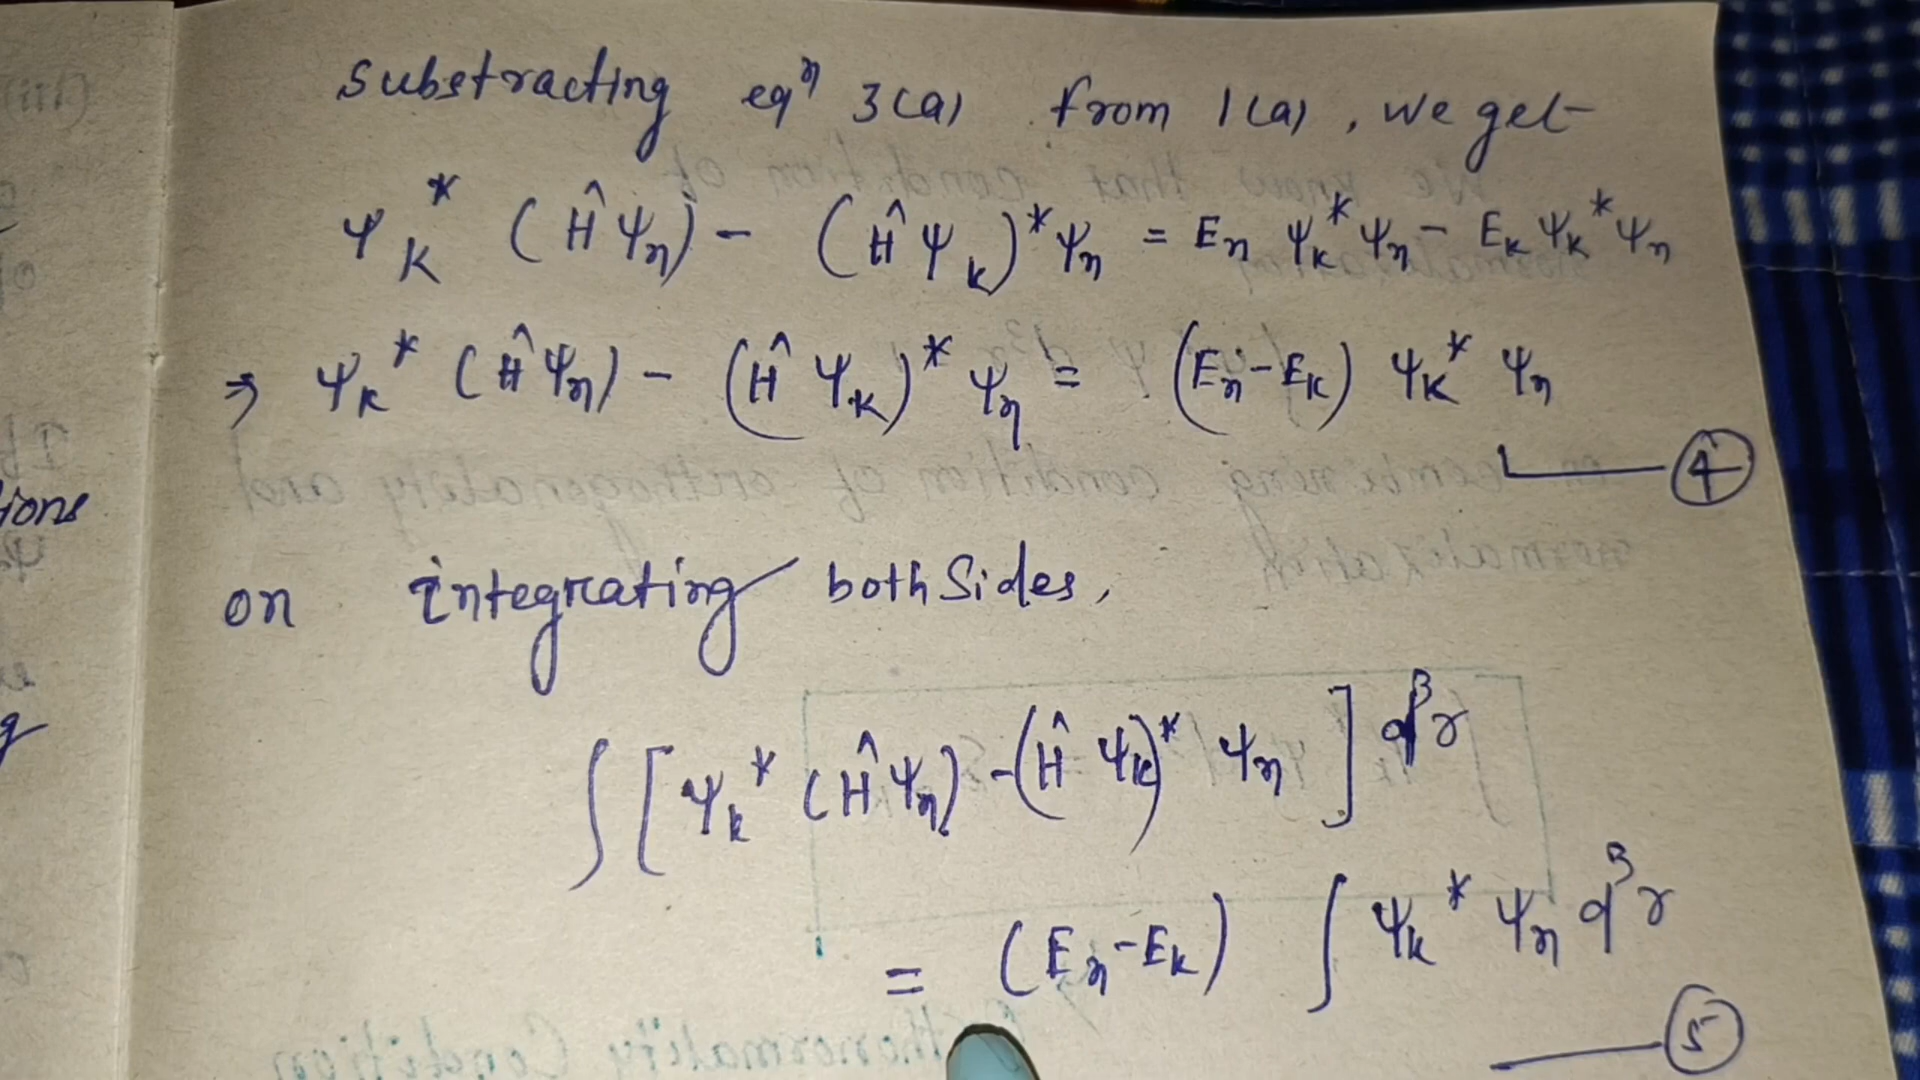 substracting eqⁿ 3(a) from 1(a), we get
ψ_K* (Ĥψ_n) - (Ĥψ_k)*ψ_n = E_n ψ_k*ψ_n - E_k ψ_k*ψ_n
⇒ ψ_k* (Ĥψ_n) - (Ĥ ψ_k)* ψ_n = (E_n-E_k) ψ_k* ψ_n
④
on integrating both Sides,
∫ [ψ_k* (Ĥψ_n) - (Ĥ ψ_k)* ψ_n] d³r
= (E_n-E_k) ∫ ψ_k* ψ_n d³r
⑤